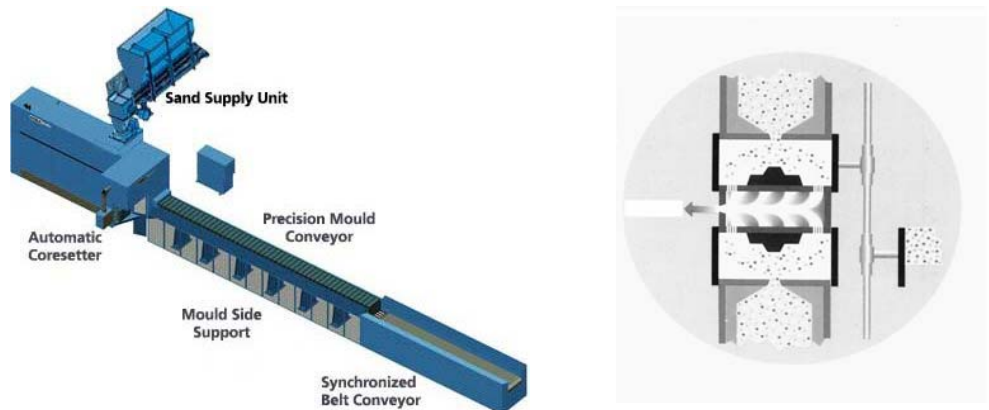 Sand Supply Unit
Precision Mould
Conveyor
Automatic
Coresetter
Mould Side
Support
Synchronized
Belt Conveyor